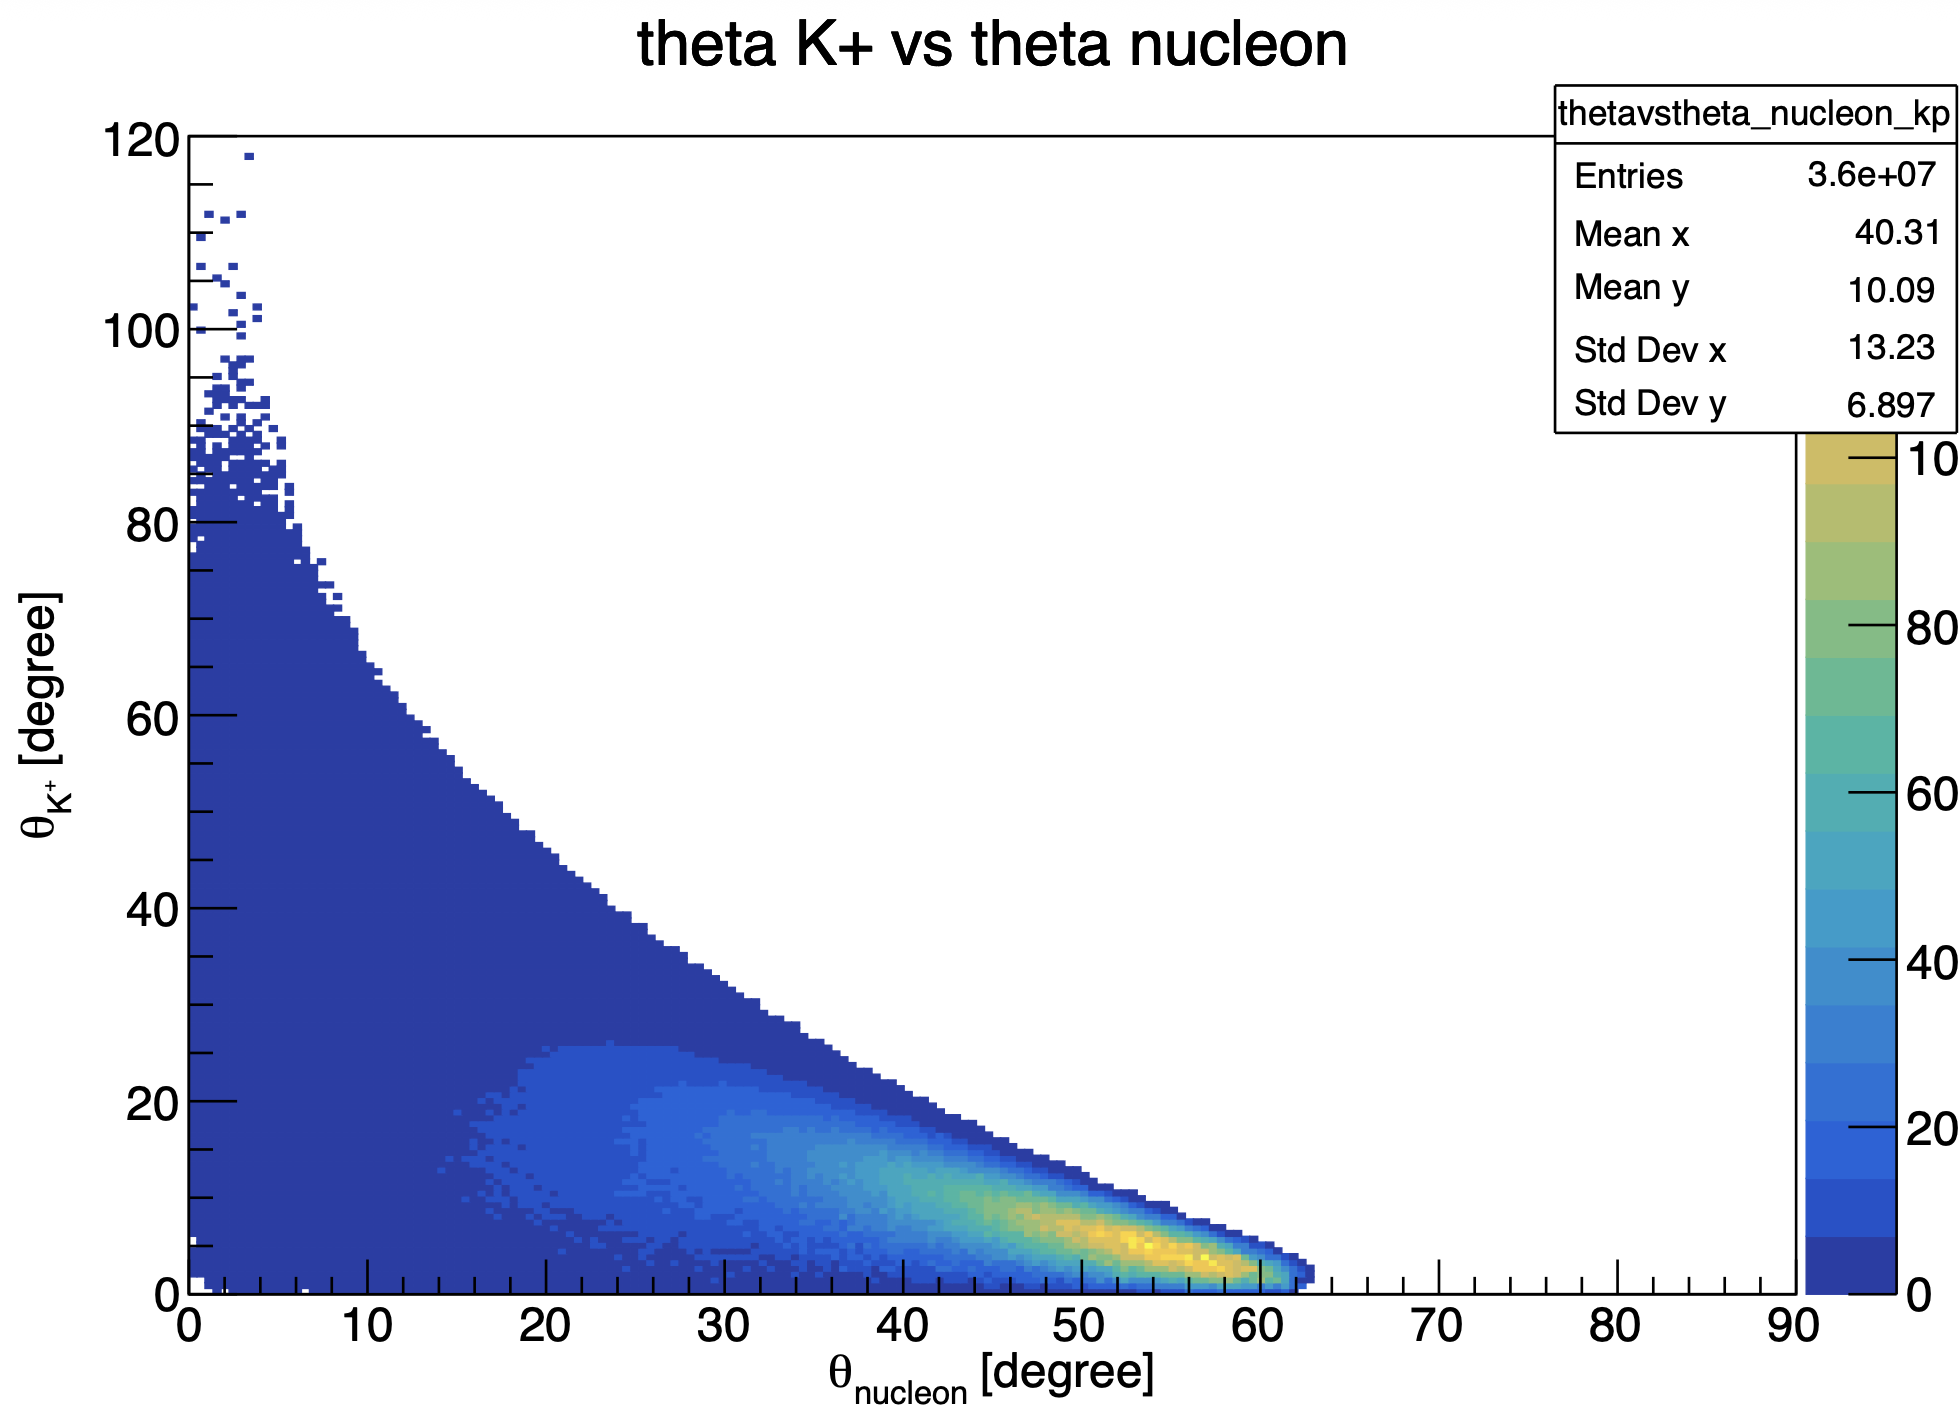 theta K+ vs theta nucleon
thetavstheta_nucleon_kp
Entries 3.6e+07
Mean x 40.31
Mean y 10.09
Std Dev x 13.23
Std Dev y 6.897
120
100
80
60
40
20
0
θK+ [degree]
0 10 20 30 40 50 60 70 80 90
θnucleon [degree]
10
80
60
40
20
0